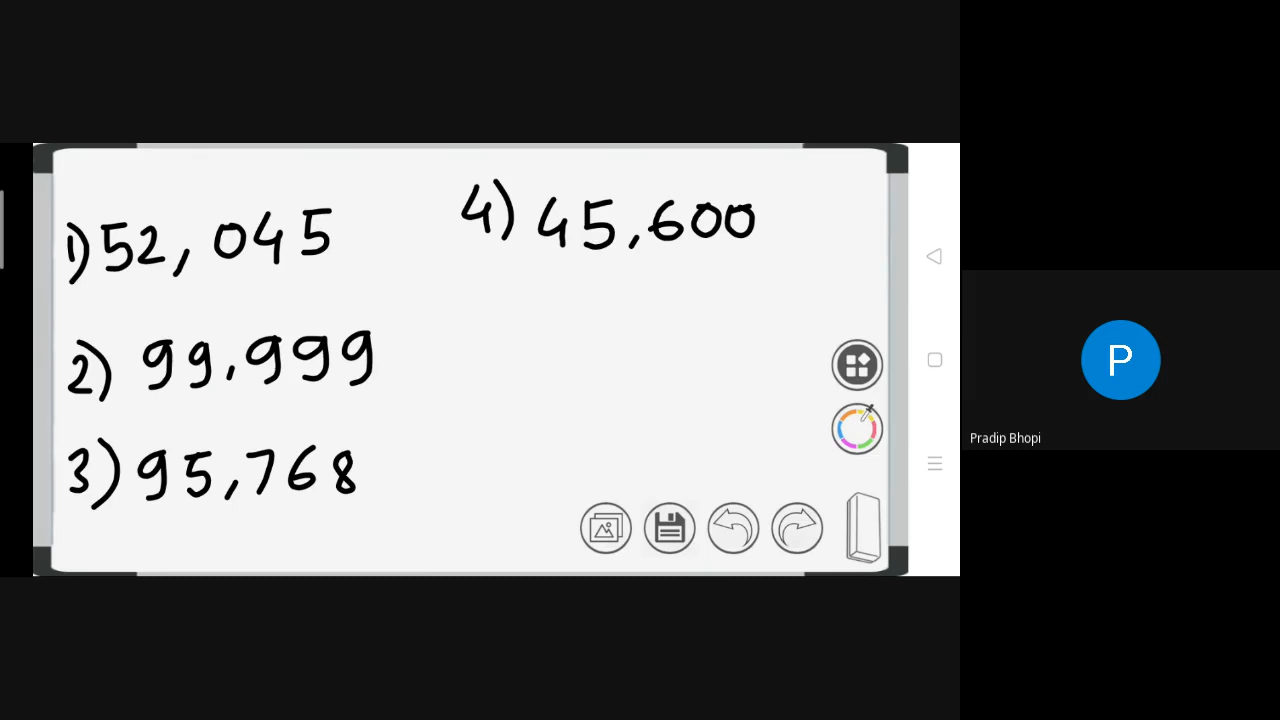 1) 52,045
2) 99,999
3) 95,768
4) 45,600
P
Pradip Bhopi